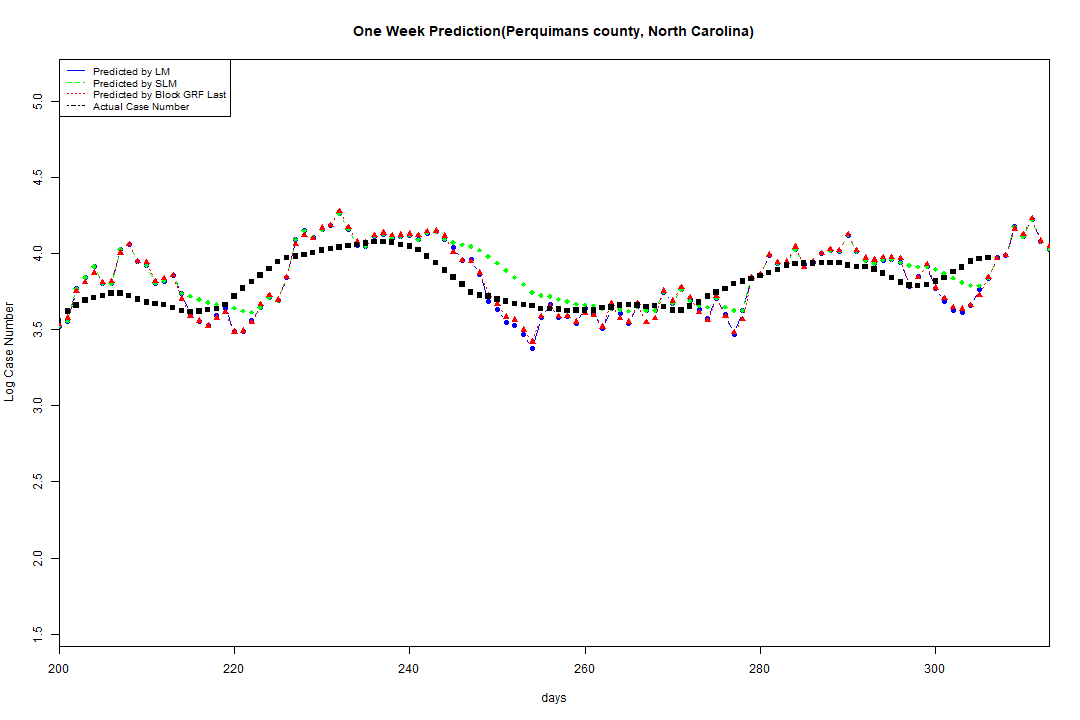 One Week Prediction(Perquimans county, North Carolina)
Predicted by LM
Predicted by SLM
Predicted by Block GRF Last
Actual Case Number
5.0
4.5
4.0
3.5
3.0
2.5
2.0
1.5
Log Case Number
200 220 240 260 280 300
days